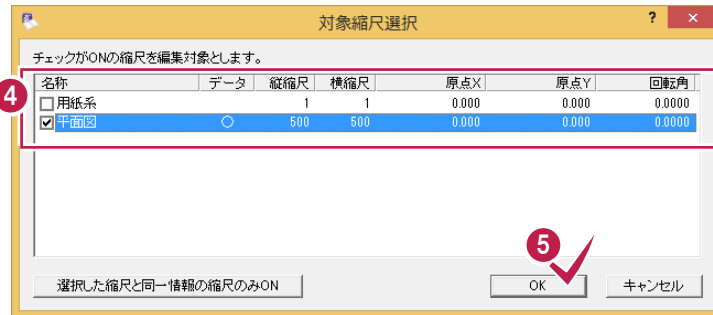 対象縮尺選択 ? ×
チェックがONの縮尺を編集対象とします。
4
名称 データ 縦縮尺 横縮尺 原点X 原点Y 回転角
用紙系 1 1 0.000 0.000 0.0000
平面図 ○ 500 500 0.000 0.000 0.0000
5
選択した縮尺と同一情報の縮尺のみON OK キャンセル